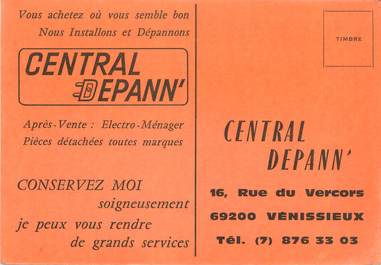 Vous achetez où vous semble bon
Nous Installons et Dépannons
CENTRAL
DEPANN'
Après-Vente : Electro-Ménager
Pièces détachées toutes marques
CONSERVEZ MOI
soigneusement
je peux vous rendre
de grands services
TIMBRE
CENTRAL
DEPANN'
16, Rue du Vercors
69200 VÉNISSIEUX
Tél. (7) 876 33 03